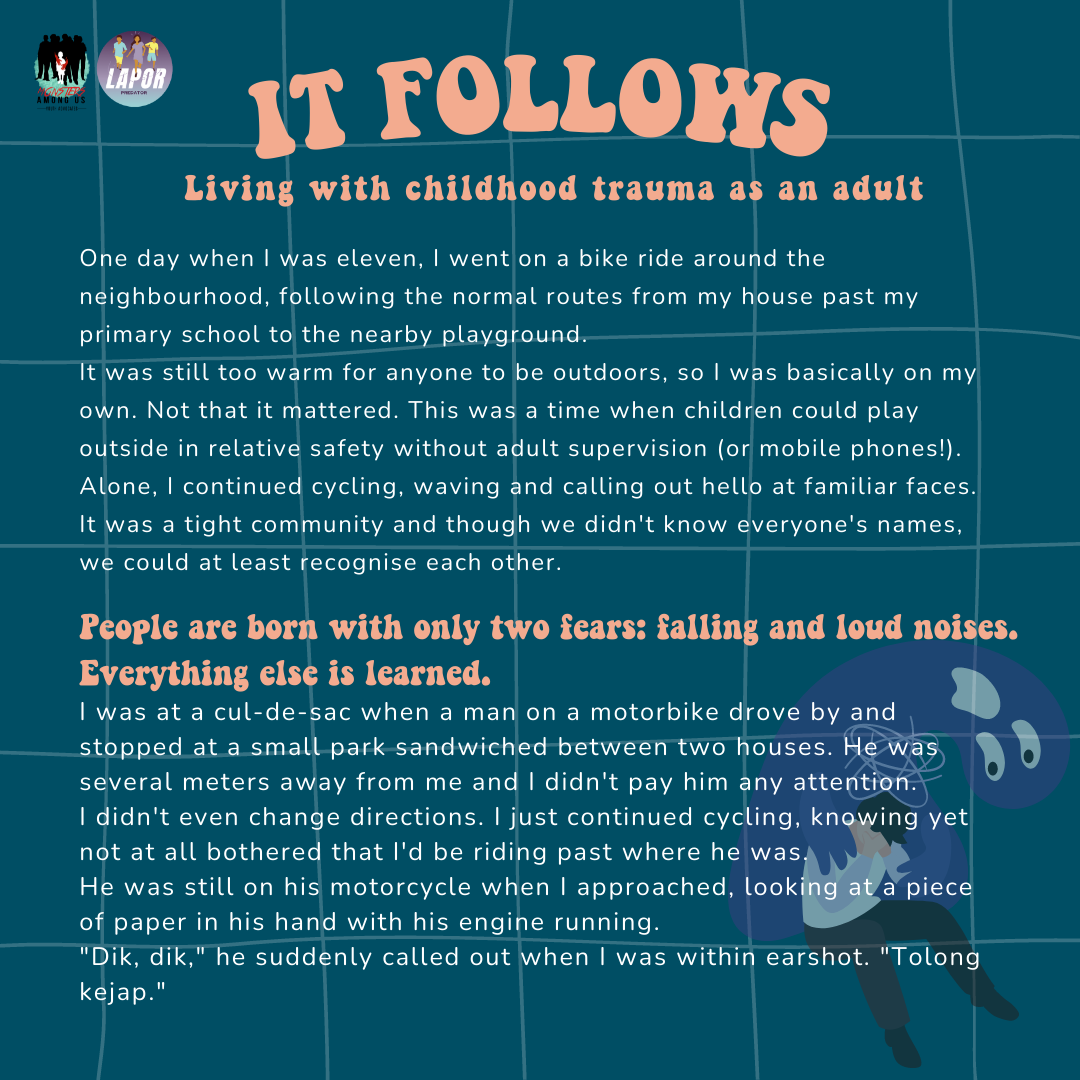 MONSTERS
AMONG US
LAPOR
PREDATOR
IT FOLLOWS
Living with childhood trauma as an adult
One day when I was eleven, I went on a bike ride around the
neighbourhood, following the normal routes from my house past my
primary school to the nearby playground.
It was still too warm for anyone to be outdoors, so I was basically on my
own. Not that it mattered. This was a time when children could play
outside in relative safety without adult supervision (or mobile phones!).
Alone, I continued cycling, waving and calling out hello at familiar faces.
It was a tight community and though we didn't know everyone's names,
we could at least recognise each other.
People are born with only two fears: falling and loud noises.
Everything else is learned.
I was at a cul-de-sac when a man on a motorbike drove by and
stopped at a small park sandwiched between two houses. He was
several meters away from me and I didn't pay him any attention.
I didn't even change directions. I just continued cycling, knowing yet
not at all bothered that I'd be riding past where he was.
He was still on his motorcycle when I approached, looking at a piece
of paper in his hand with his engine running.
"Dik, dik," he suddenly called out when I was within earshot. "Tolong
kejap."